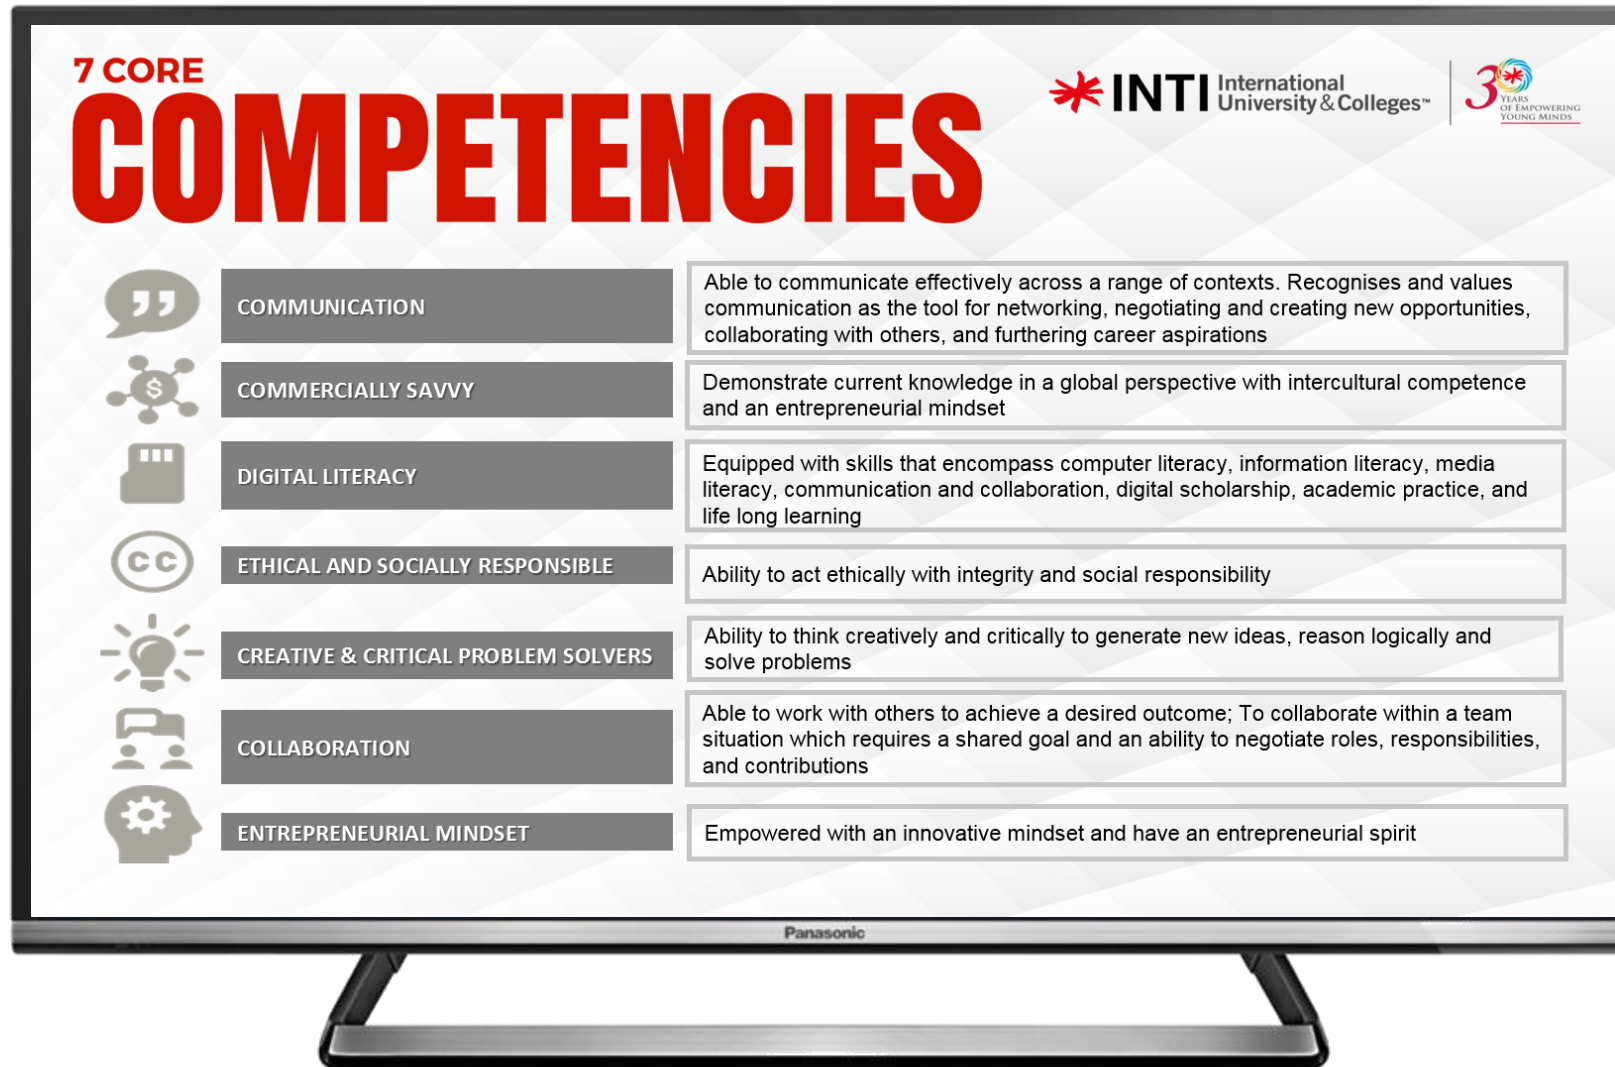 7 CORE
COMPETENCIES
INTI International
University & Colleges™
30
YEARS
OF EMPOWERING
YOUNG MINDS
COMMUNICATION
Able to communicate effectively across a range of contexts. Recognises and values
communication as the tool for networking, negotiating and creating new opportunities,
collaborating with others, and furthering career aspirations
$
COMMERCIALLY SAVVY
Demonstrate current knowledge in a global perspective with intercultural competence
and an entrepreneurial mindset
DIGITAL LITERACY
Equipped with skills that encompass computer literacy, information literacy, media
literacy, communication and collaboration, digital scholarship, academic practice, and
life long learning
cc
ETHICAL AND SOCIALLY RESPONSIBLE
Ability to act ethically with integrity and social responsibility
CREATIVE & CRITICAL PROBLEM SOLVERS
Ability to think creatively and critically to generate new ideas, reason logically and
solve problems
COLLABORATION
Able to work with others to achieve a desired outcome; To collaborate within a team
situation which requires a shared goal and an ability to negotiate roles, responsibilities,
and contributions
ENTREPRENEURIAL MINDSET
Empowered with an innovative mindset and have an entrepreneurial spirit
Panasonic